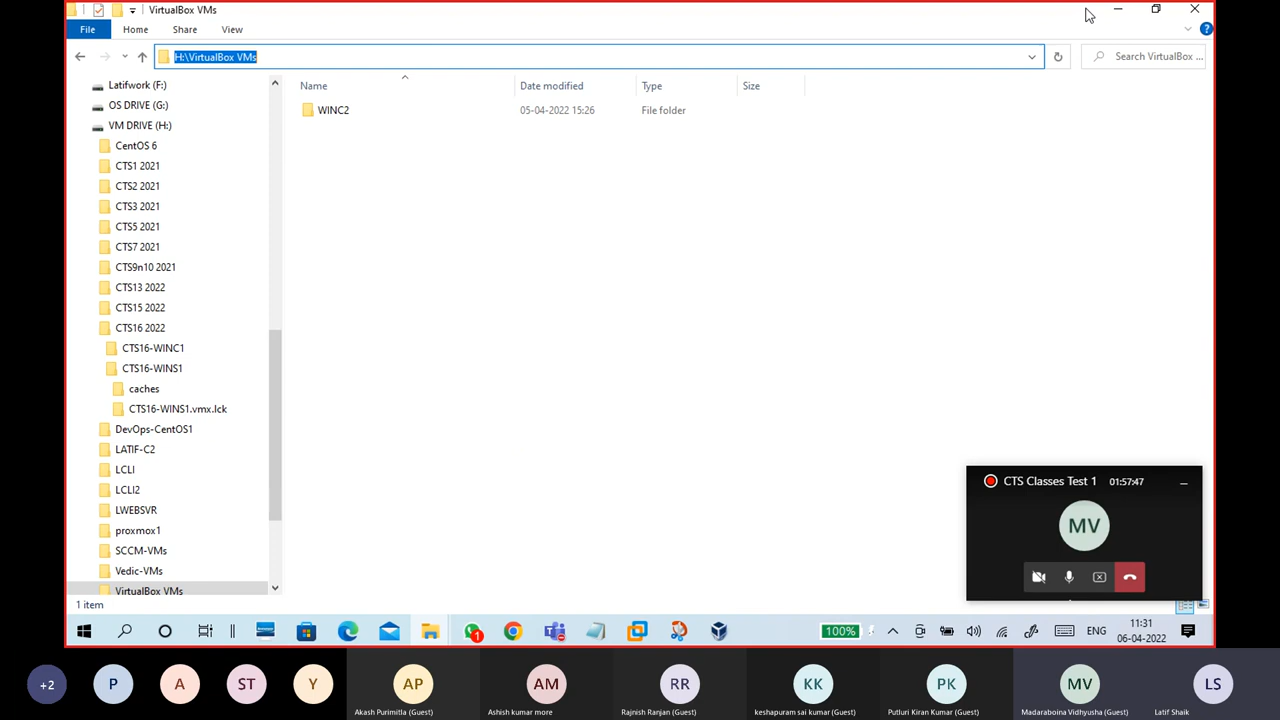 VirtualBox VMs
File Home Share View
H:\VirtualBox VMs
Search VirtualBox ...
Name Date modified Type Size
WINC2 05-04-2022 15:26 File folder
Latifwork (F:)
OS DRIVE (G:)
VM DRIVE (H:)
CentOS 6
CTS1 2021
CTS2 2021
CTS3 2021
CTS5 2021
CTS7 2021
CTS9n10 2021
CTS13 2022
CTS15 2022
CTS16 2022
CTS16-WINC1
CTS16-WINS1
caches
CTS16-WINS1.vmx.lck
DevOps-CentOS1
LATIF-C2
LCLI
LCLI2
LWEBSVR
proxmox1
SCCM-VMs
Vedic-VMs
VirtualBox VMs
1 item
CTS Classes Test 1 01:57:47
MV
1
100%
ENG
11:31
06-04-2022
+2 P A ST Y AP AM RR KK PK MV LS
Akash Purimitla (Guest) Ashish kumar more Rajnish Ranjan (Guest) keshapuram sai kumar (Guest) Putluri Kiran Kumar (Guest) Madaraboina Vidhyusha (Guest) Latif Shaik